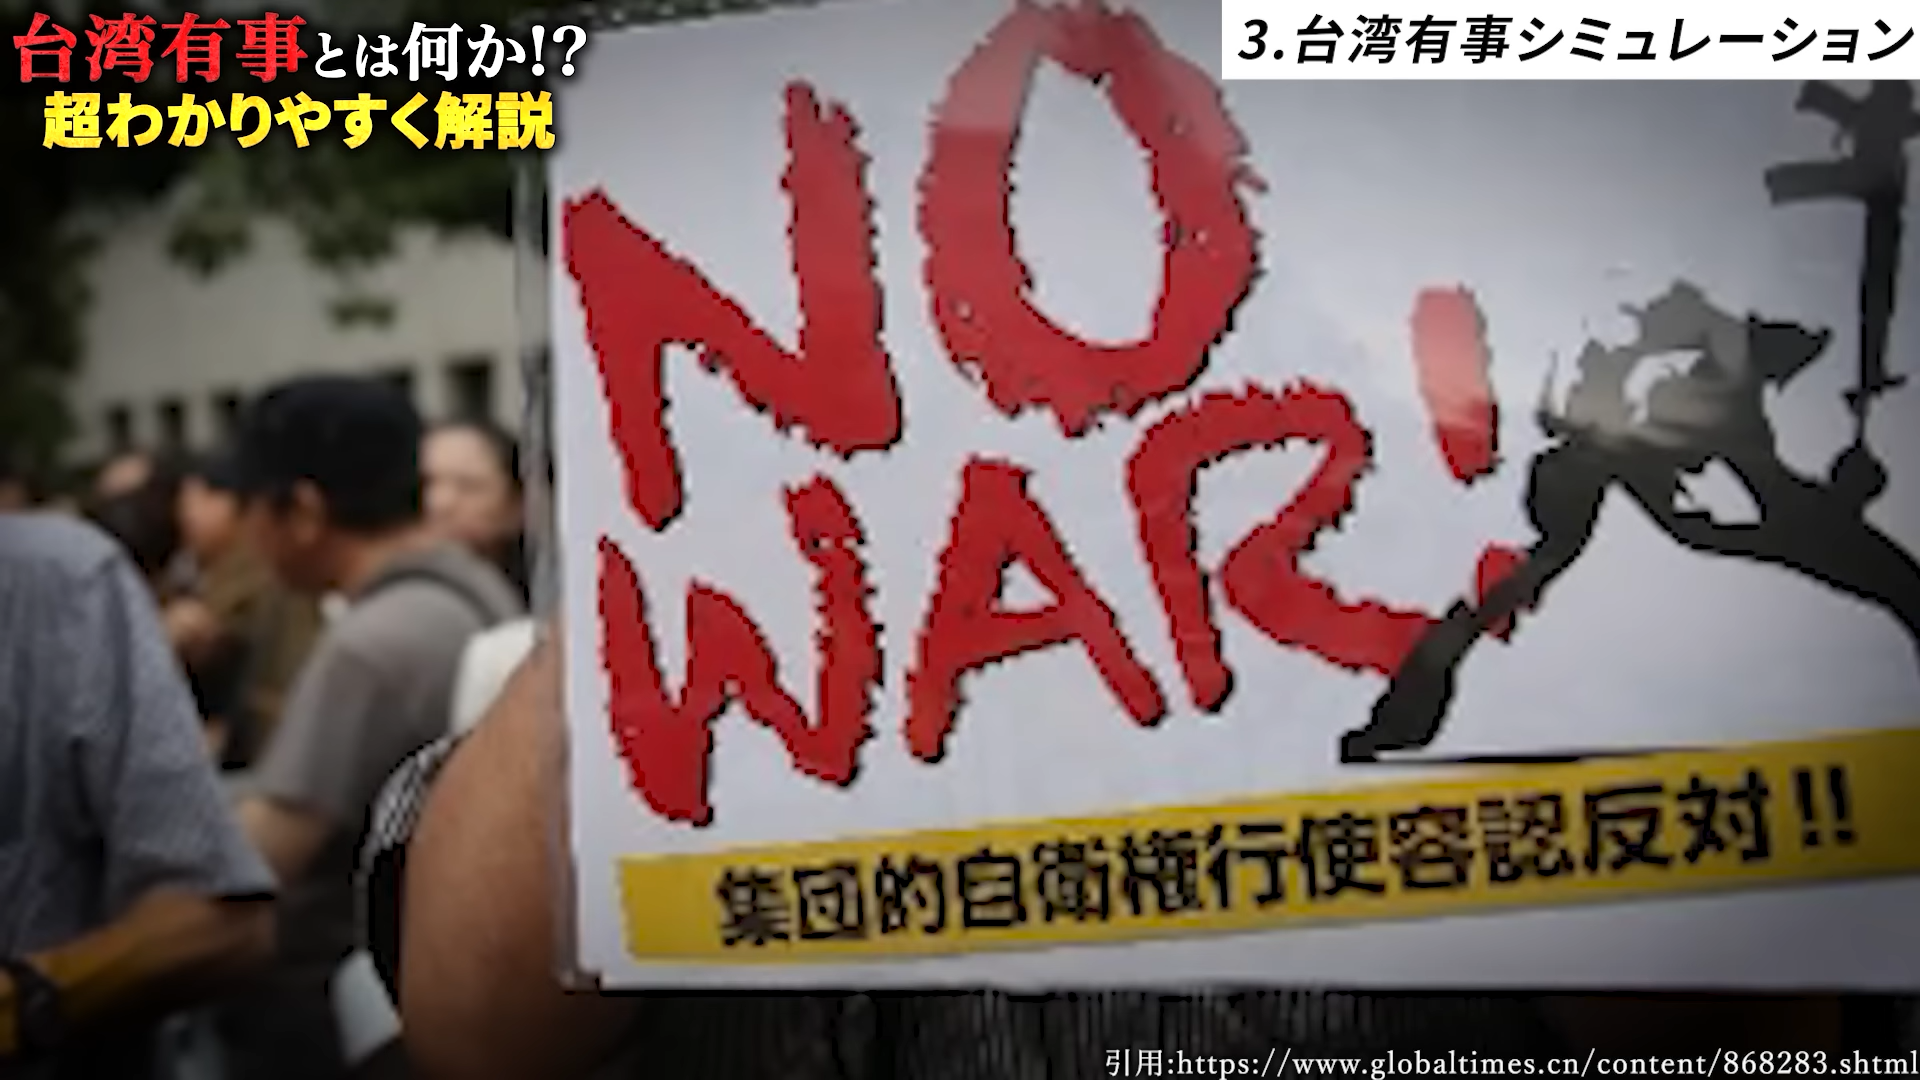 台湾有事とは何か!?
超わかりやすく解説
3.台湾有事シミュレーション
NO
WAR!
集団的自衛権行使容認反対!!
引用:https://www.globaltimes.cn/content/868283.shtml